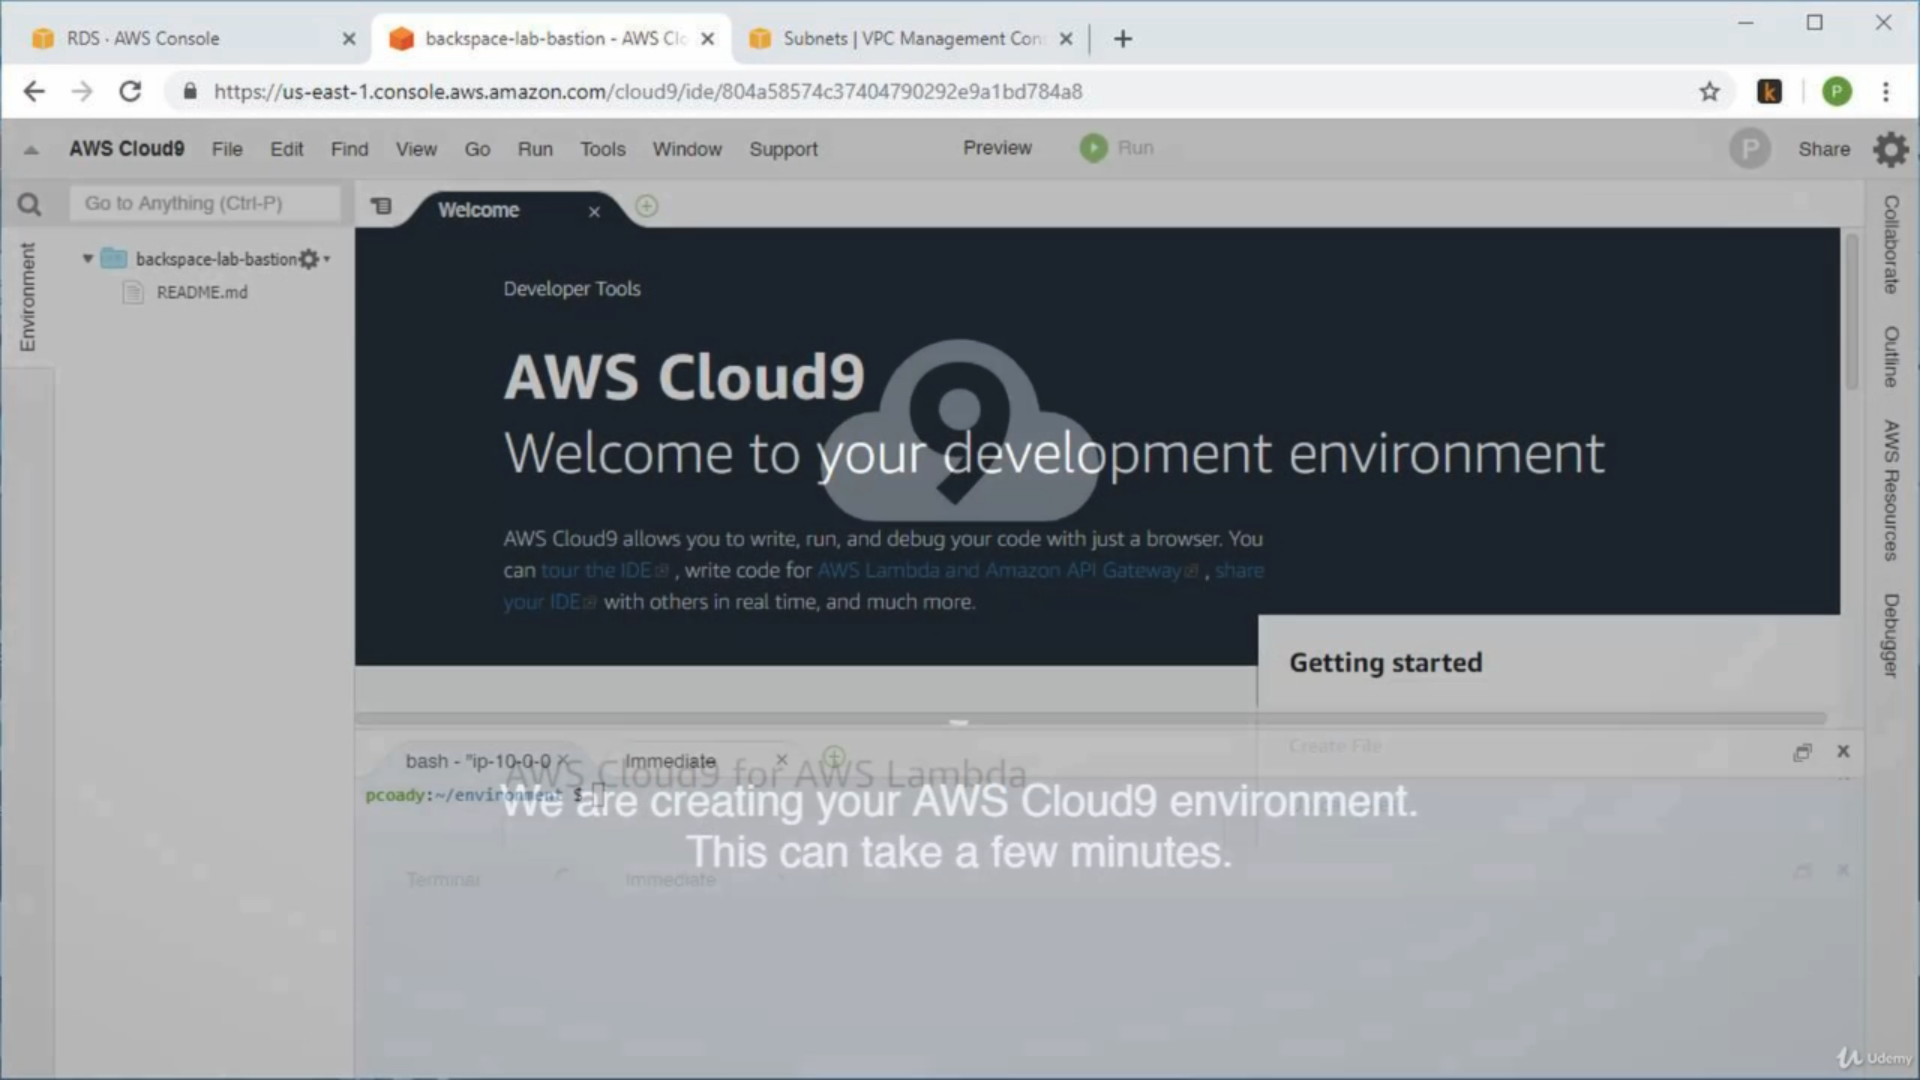 RDS · AWS Console
backspace-lab-bastion - AWS Clo
Subnets | VPC Management Con
https://us-east-1.console.aws.amazon.com/cloud9/ide/804a58574c37404790292e9a1bd784a8
k
P
AWS Cloud9 File Edit Find View Go Run Tools Window Support Preview Run P Share
Go to Anything (Ctrl-P)
Welcome
Environment
backspace-lab-bastion
README.md
Collaborate
Outline
AWS Resources
Debugger
Developer Tools
AWS Cloud9
Welcome to your development environment
AWS Cloud9 allows you to write, run, and debug your code with just a browser. You
can tour the IDE, write code for AWS Lambda and Amazon API Gateway, share
your IDE with others in real time, and much more.
Getting started
Create File
bash - "ip-10-0-0 Immediate
AWS Cloud9 for AWS Lambda
pcoady:~/environment $
We are creating your AWS Cloud9 environment.
This can take a few minutes.
Terminal Immediate
Udemy